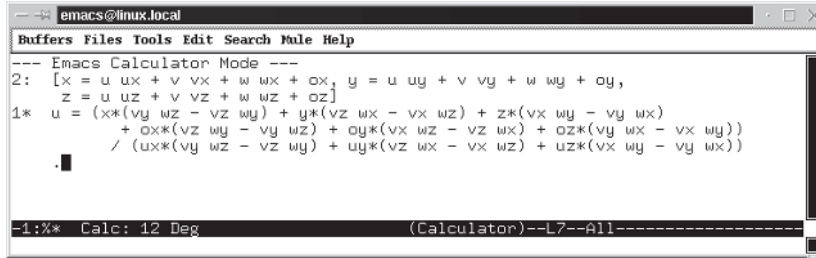 emacs@linux.local
Buffers Files Tools Edit Search Mule Help
--- Emacs Calculator Mode ---
2:  [x = u ux + v vx + w wx + ox, y = u uy + v vy + w wy + oy,
z = u uz + v vz + w wz + oz]
1*  u = (x*(vy wz - vz wy) + y*(vz wx - vx wz) + z*(vx wy - vy wx)
+ ox*(vz wy - vy wz) + oy*(vx wz - vz wx) + oz*(vy wx - vx wy))
/ (ux*(vy wz - vz wy) + uy*(vz wx - vx wz) + uz*(vx wy - vy wx))
.
-1:%*  Calc: 12 Deg (Calculator)--L7--All-------------------